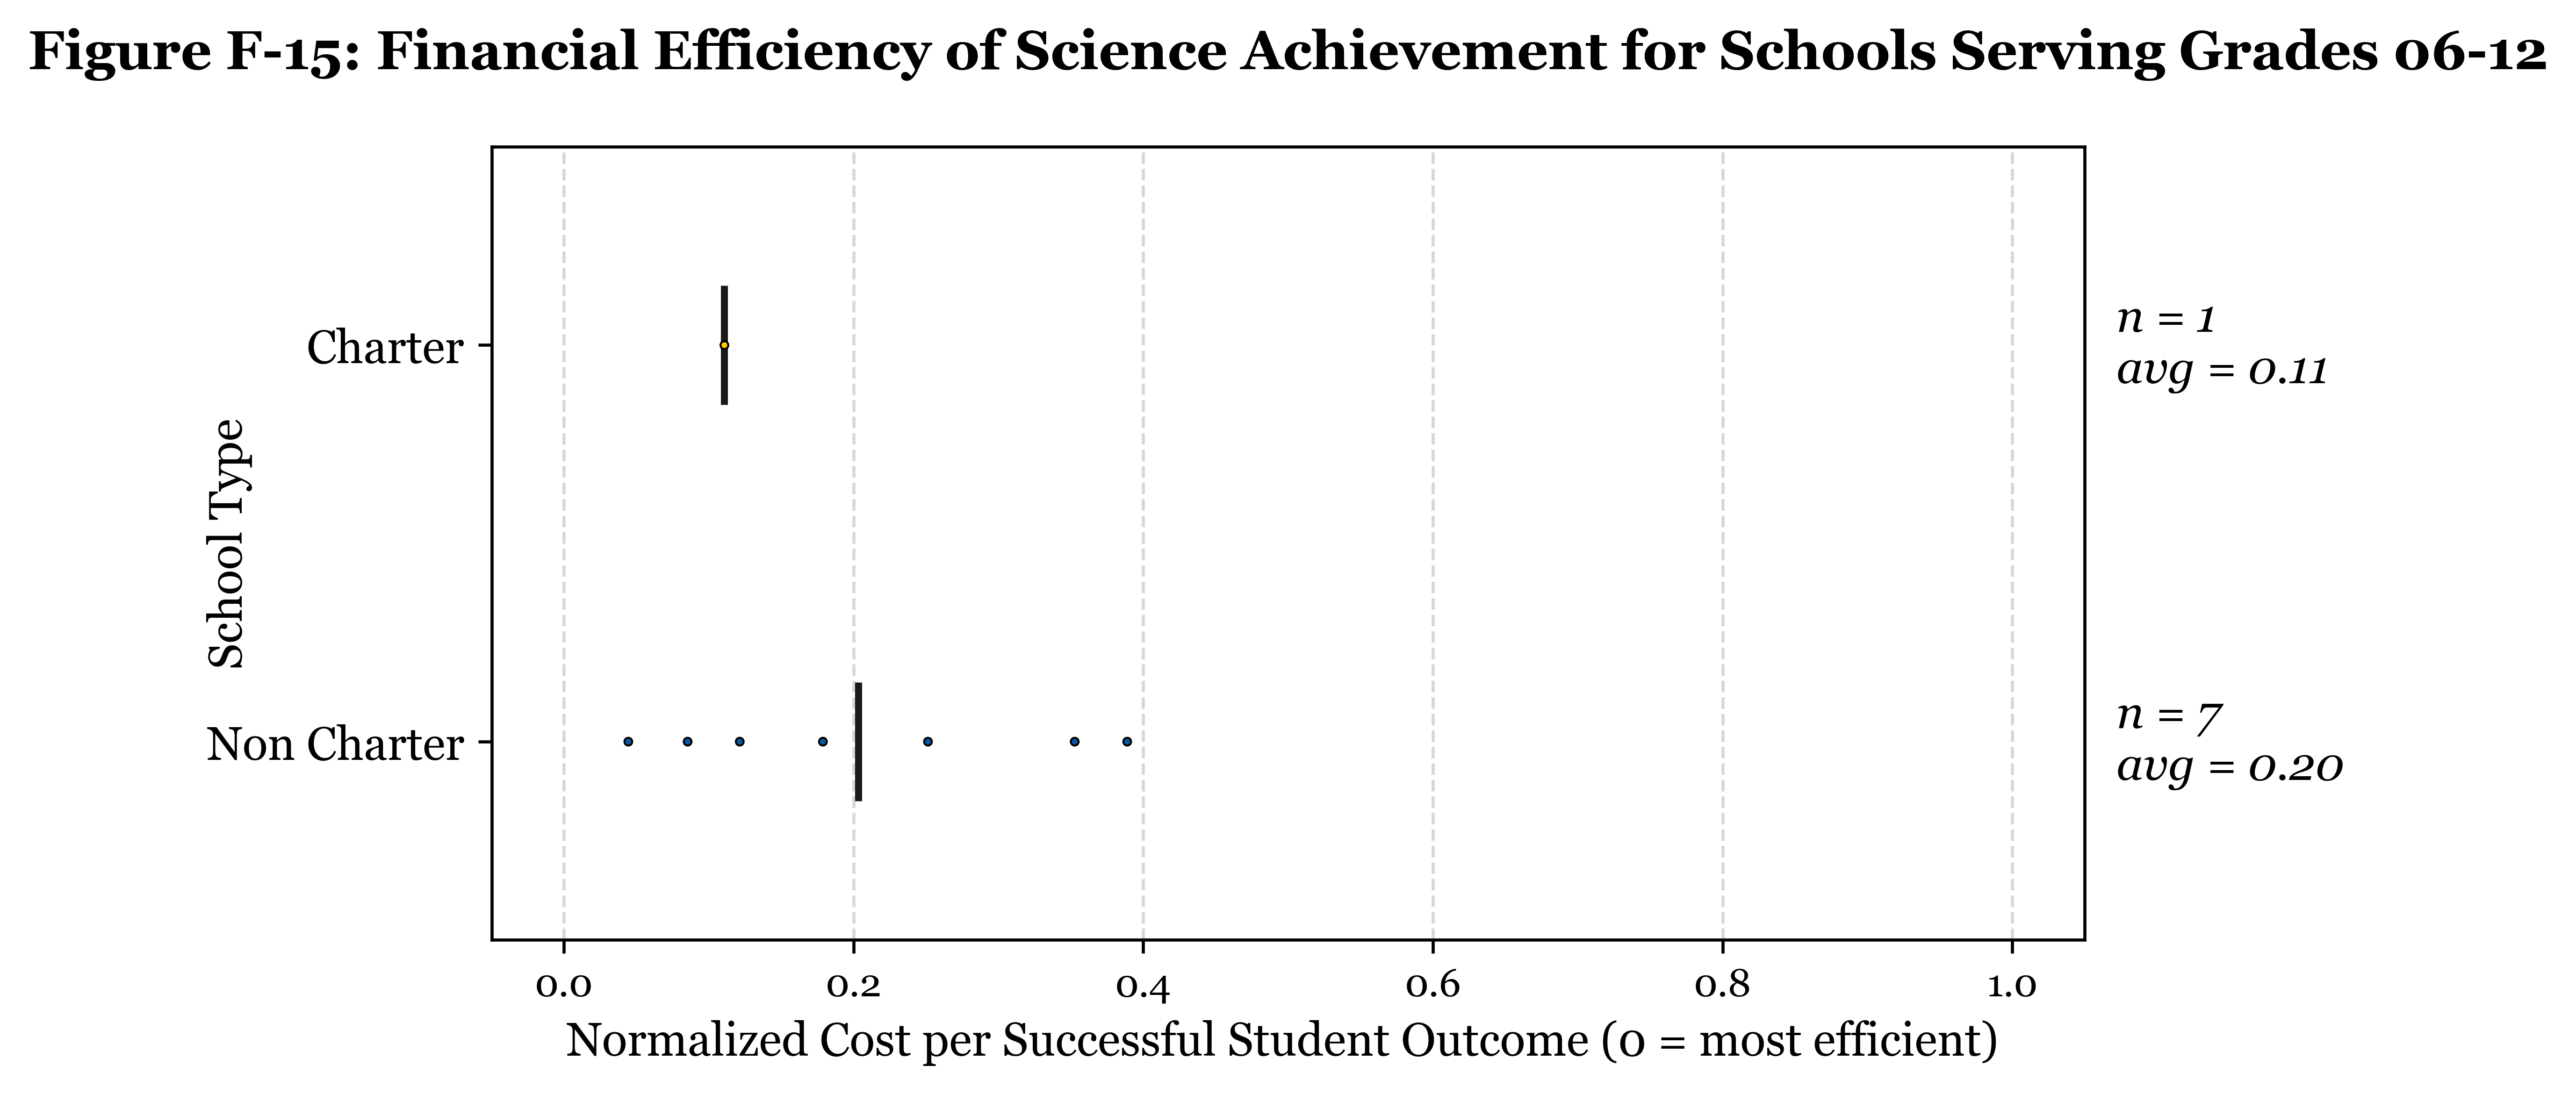 Figure F-15: Financial Efficiency of Science Achievement for Schools Serving Grades 06-12
School Type
Charter
n = 1
avg = 0.11
Non Charter
n = 7
avg = 0.20
0.0 0.2 0.4 0.6 0.8 1.0
Normalized Cost per Successful Student Outcome (0 = most efficient)